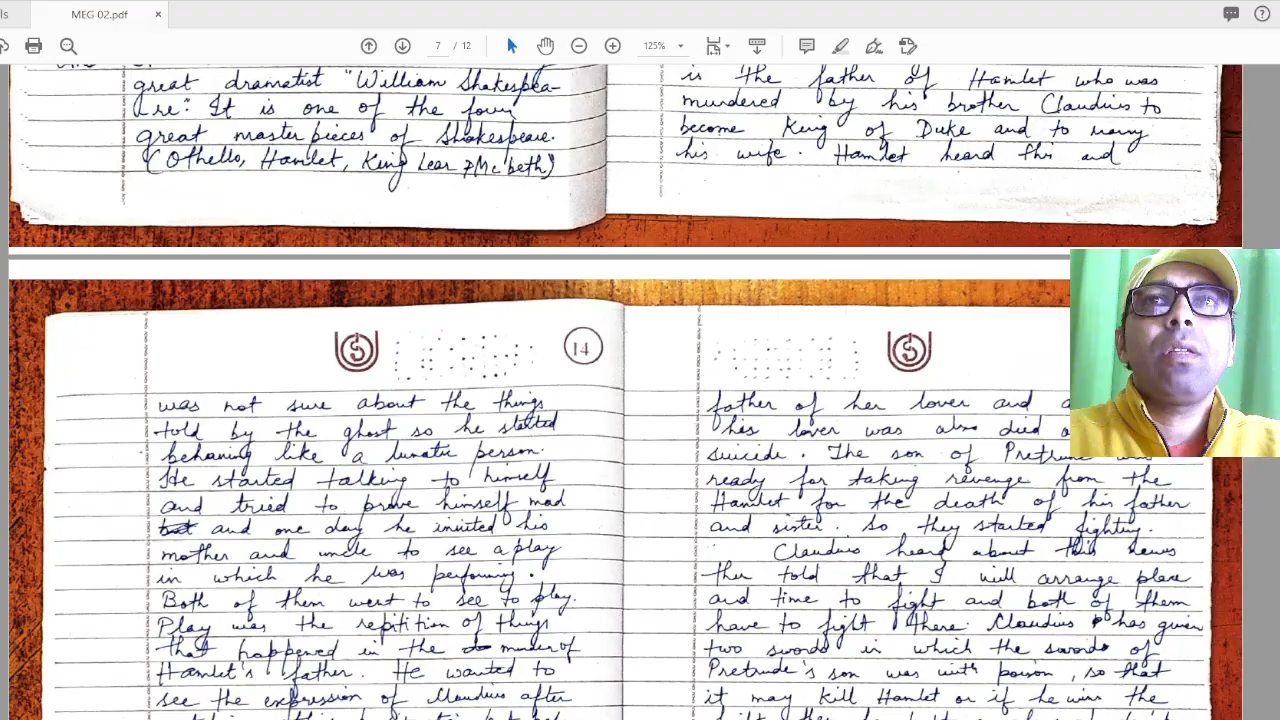 ls
MEG 02.pdf
7 / 12
125%
great dramatist "William Shakespea-
re." It is one of the four
great master pieces of Shakespeare.
(Othello, Hamlet, King Lear & Mc'beth)
is the father of Hamlet who was
murdered by his brother Claudius to
become King of Duke and to marry
his wife. Hamlet heard this and
14
was not sure about the things
told by the ghost so he started
behaving like a lunatic person.
He started talking to himself
and tried to prove himself mad
but and one day he invited his
mother and uncle to see a play
in which he was performing.
Both of them went to see to play.
Play was the repitition of things
that happened in the murder of
Hamlet's father. He wanted to
see the expression of Claudius after
father of her lover and
his lover was also died
suicide. The son of Pretrude was
ready for taking revenge from the
Hamlet for the death of his father
and sister. So they started fighting.
Claudius heard about this news
then told that I will arrange place
and time to fight and both of them
have to fight there. Claudius has given
two swords in which the sword of
Pretrude's son was with poison, so that
it may kill Hamlet or if he wins the